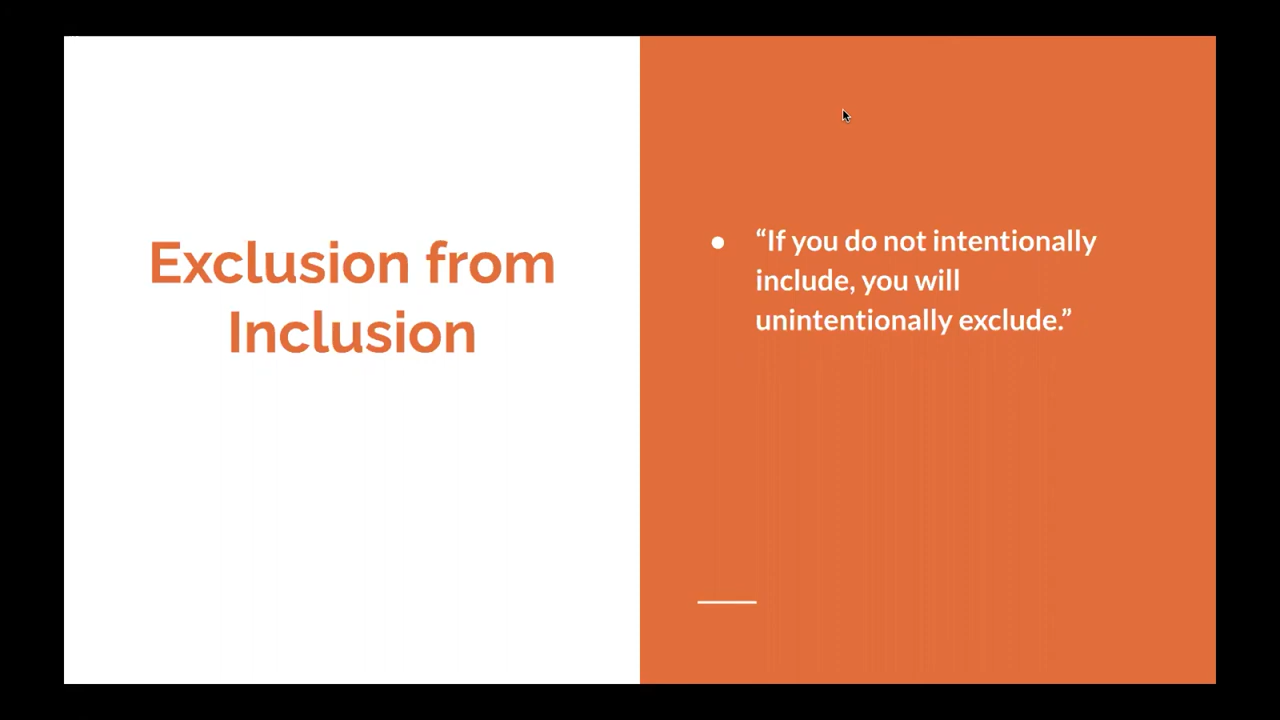 Exclusion from
Inclusion
● “If you do not intentionally
include, you will
unintentionally exclude.”